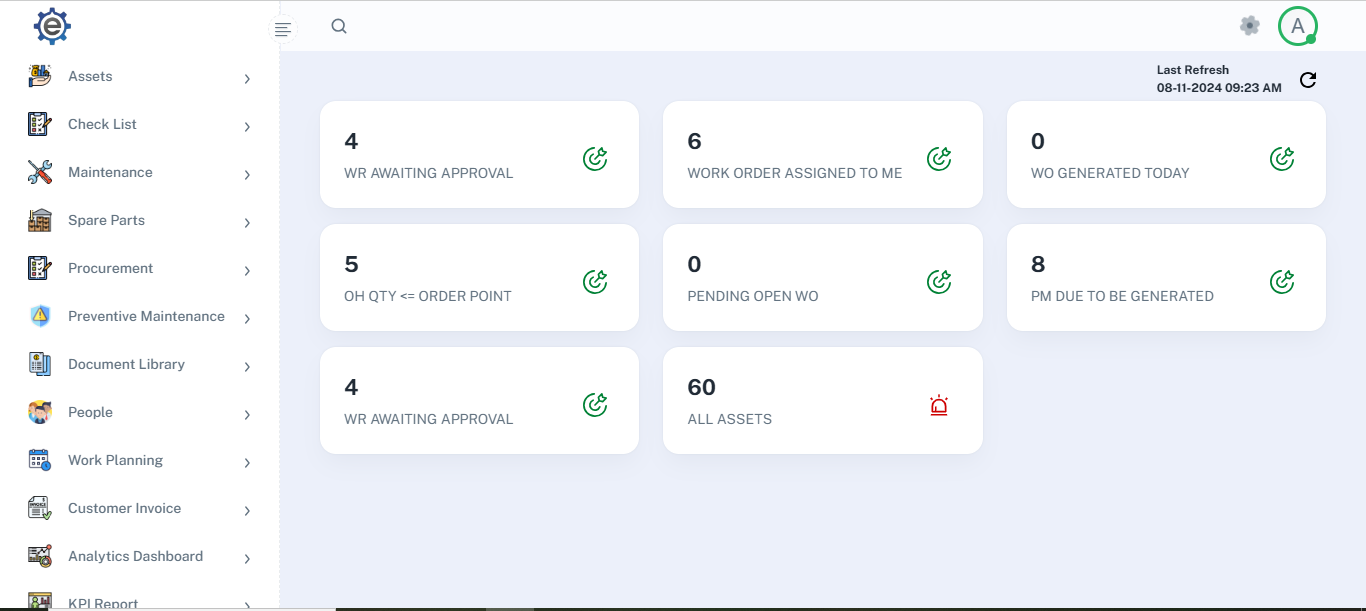 e
Assets
Check List
Maintenance
Spare Parts
Procurement
Preventive Maintenance
Document Library
People
Work Planning
Customer Invoice
Analytics Dashboard
KPI Report
A
Last Refresh
08-11-2024 09:23 AM
4
WR AWAITING APPROVAL
6
WORK ORDER ASSIGNED TO ME
0
WO GENERATED TODAY
5
OH QTY <= ORDER POINT
0
PENDING OPEN WO
8
PM DUE TO BE GENERATED
4
WR AWAITING APPROVAL
60
ALL ASSETS